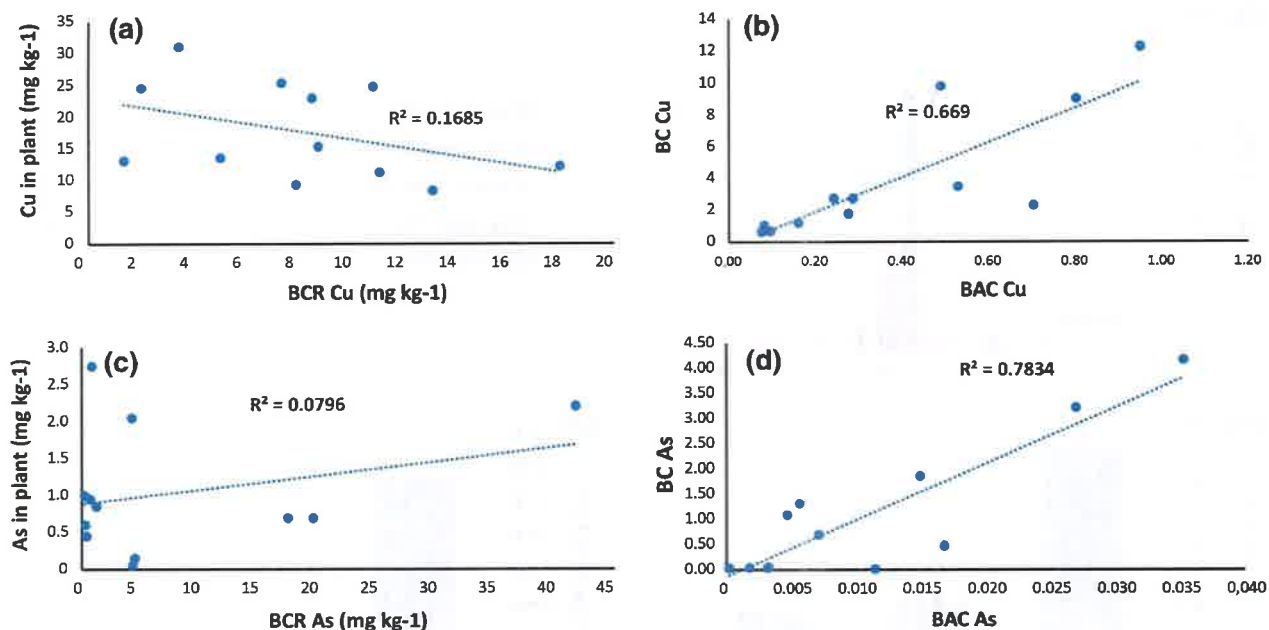 (a)
Cu in plant (mg kg-1)
35
30
25
20
15
10
5
0
R² = 0.1685
0 2 4 6 8 10 12 14 16 18 20
BCR Cu (mg kg-1)
(b)
BC Cu
14
12
10
8
6
4
2
0
R² = 0.669
0.00 0.20 0.40 0.60 0.80 1.00 1.20
BAC Cu
(c)
As in plant (mg kg-1)
3.0
2.5
2.0
1.5
1.0
0.5
0
R² = 0.0796
0 5 10 15 20 25 30 35 40 45
BCR As (mg kg-1)
(d)
BC As
4.50
4.00
3.50
3.00
2.50
2.00
1.50
1.00
0.50
0.00
R² = 0.7834
0 0.005 0.010 0.015 0.020 0.025 0.030 0.035 0,040
BAC As